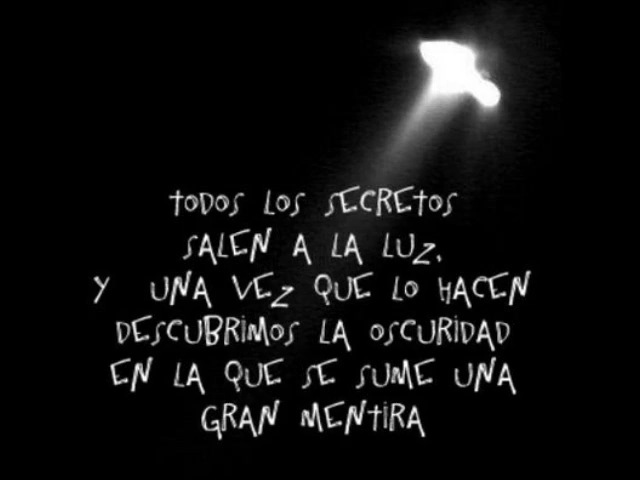 TODOS LOS SECRETOS
SALEN A LA LUZ,
Y UNA VEZ QUE LO HACEN
DESCUBRIMOS LA OSCURIDAD
EN LA QUE SE SUME UNA
GRAN MENTIRA